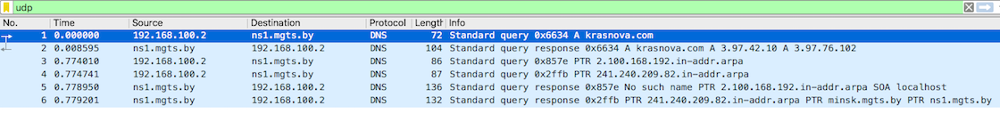 udp
No. Time Source Destination Protocol Length Info
1 0.000000 192.168.100.2 ns1.mgts.by DNS 72 Standard query 0x6634 A krasnova.com
2 0.008595 ns1.mgts.by 192.168.100.2 DNS 104 Standard query response 0x6634 A krasnova.com A 3.97.42.10 A 3.97.76.102
3 0.774010 192.168.100.2 ns1.mgts.by DNS 86 Standard query 0x857e PTR 2.100.168.192.in-addr.arpa
4 0.774741 192.168.100.2 ns1.mgts.by DNS 87 Standard query 0x2ffb PTR 241.240.209.82.in-addr.arpa
5 0.778950 ns1.mgts.by 192.168.100.2 DNS 136 Standard query response 0x857e No such name PTR 2.100.168.192.in-addr.arpa SOA localhost
6 0.779201 ns1.mgts.by 192.168.100.2 DNS 132 Standard query response 0x2ffb PTR 241.240.209.82.in-addr.arpa PTR minsk.mgts.by PTR ns1.mgts.by